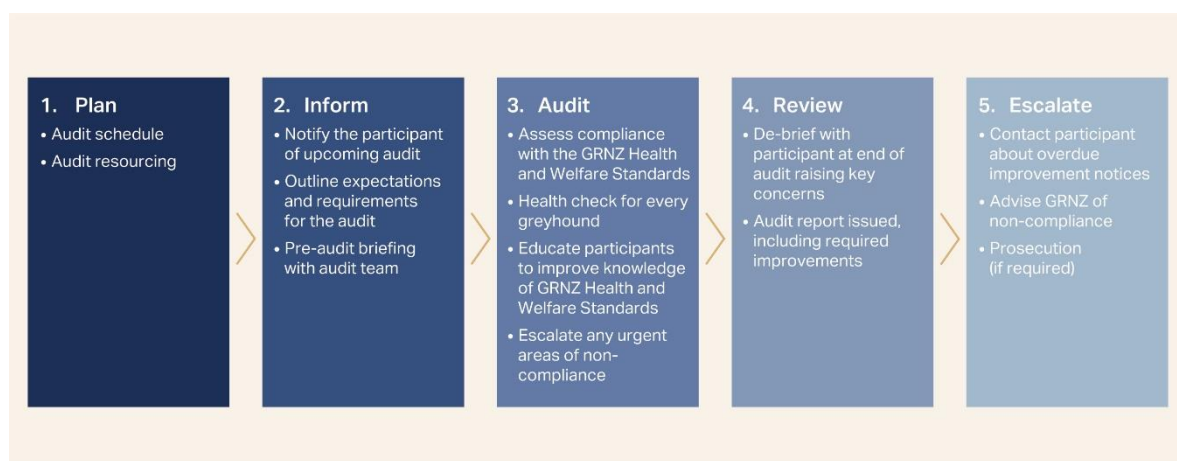 1. Plan
• Audit schedule
• Audit resourcing
2. Inform
• Notify the participant
of upcoming audit
• Outline expectations
and requirements
for the audit
• Pre-audit briefing
with audit team
3. Audit
• Assess compliance
with the GRNZ Health
and Welfare Standards
• Health check for every
greyhound
• Educate participants
to improve knowledge
of GRNZ Health and
Welfare Standards
• Escalate any urgent
areas of non-
compliance
4. Review
• De-brief with
participant at end of
audit raising key
concerns
• Audit report issued,
including required
improvements
5. Escalate
• Contact participant
about overdue
improvement notices
• Advise GRNZ of
non-compliance
• Prosecution
(if required)